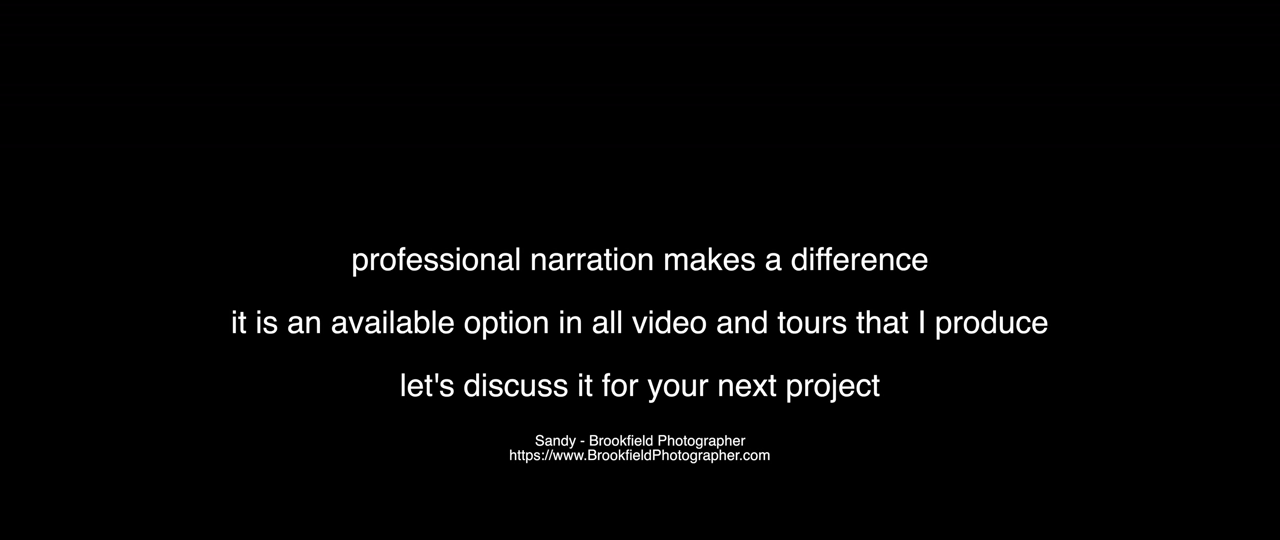 professional narration makes a difference
it is an available option in all video and tours that I produce
let's discuss it for your next project
Sandy - Brookfield Photographer
https://www.BrookfieldPhotographer.com